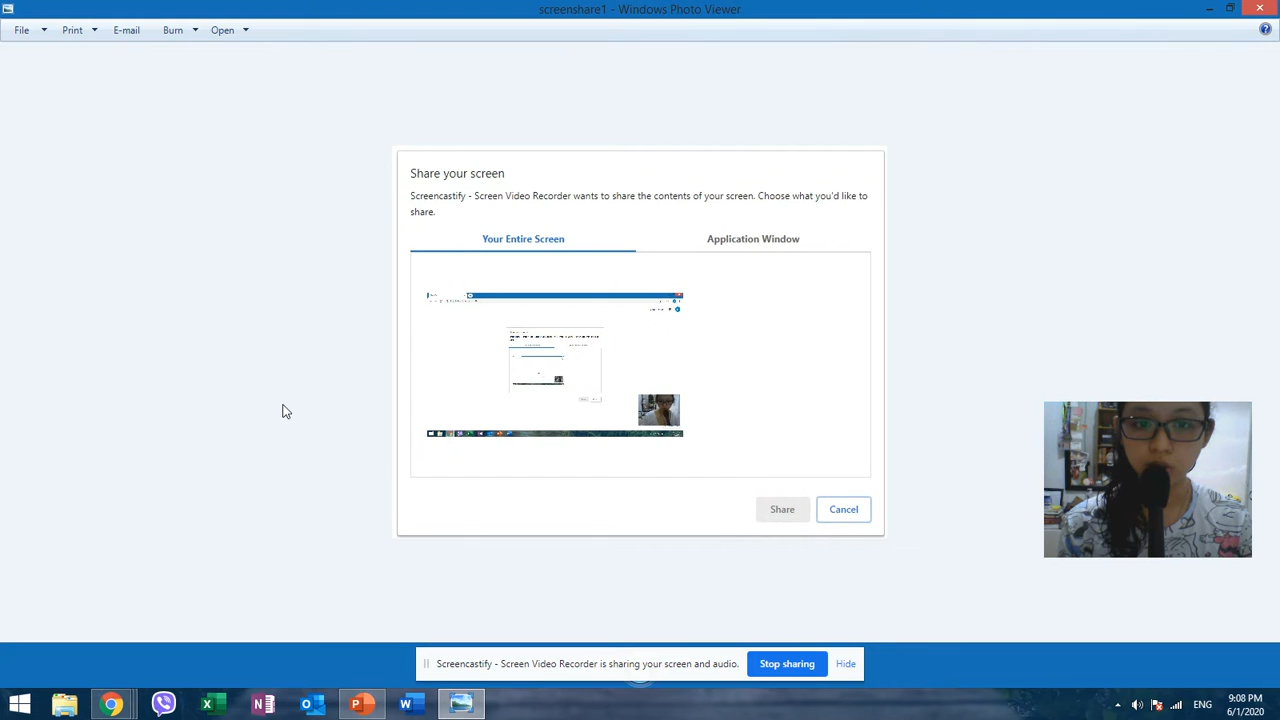 screenshare1 - Windows Photo Viewer
File Print E-mail Burn Open
Share your screen
Screencastify - Screen Video Recorder wants to share the contents of your screen. Choose what you'd like to
share.
Your Entire Screen Application Window
Share Cancel
Screencastify - Screen Video Recorder is sharing your screen and audio. Stop sharing Hide
ENG 9:08 PM
6/1/2020